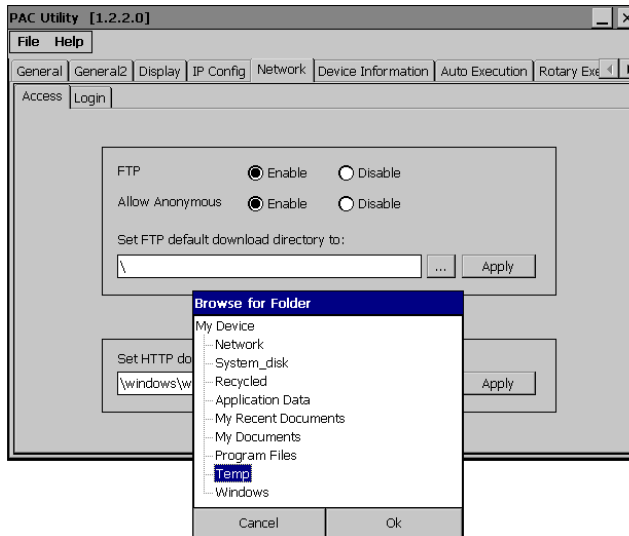 PAC Utility [1.2.2.0]
File Help
General General2 Display IP Config Network Device Information Auto Execution Rotary Exe
Access Login
FTP Enable Disable
Allow Anonymous Enable Disable
Set FTP default download directory to:
\ ... Apply
Browse for Folder
My Device
Network
System_disk
Recycled
Application Data
My Recent Documents
My Documents
Program Files
Temp
Windows
Cancel Ok
Set HTTP do
\windows\w Apply